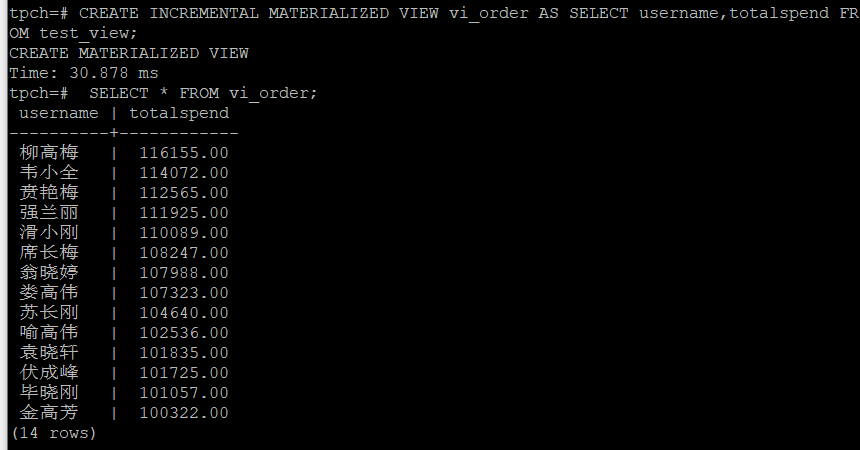 tpch=# CREATE INCREMENTAL MATERIALIZED VIEW vi_order AS SELECT username,totalspend FR
OM test_view;
CREATE MATERIALIZED VIEW
Time: 30.878 ms
tpch=#  SELECT * FROM vi_order;
 username | totalspend
----------+------------
 柳高梅   |  116155.00
 韦小全   |  114072.00
 贲艳梅   |  112565.00
 强兰丽   |  111925.00
 滑小刚   |  110089.00
 席长梅   |  108247.00
 翁晓婷   |  107988.00
 娄高伟   |  107323.00
 苏长刚   |  104640.00
 喻高伟   |  102536.00
 袁晓轩   |  101835.00
 伏成峰   |  101725.00
 毕晓刚   |  101057.00
 金高芳   |  100322.00
(14 rows)